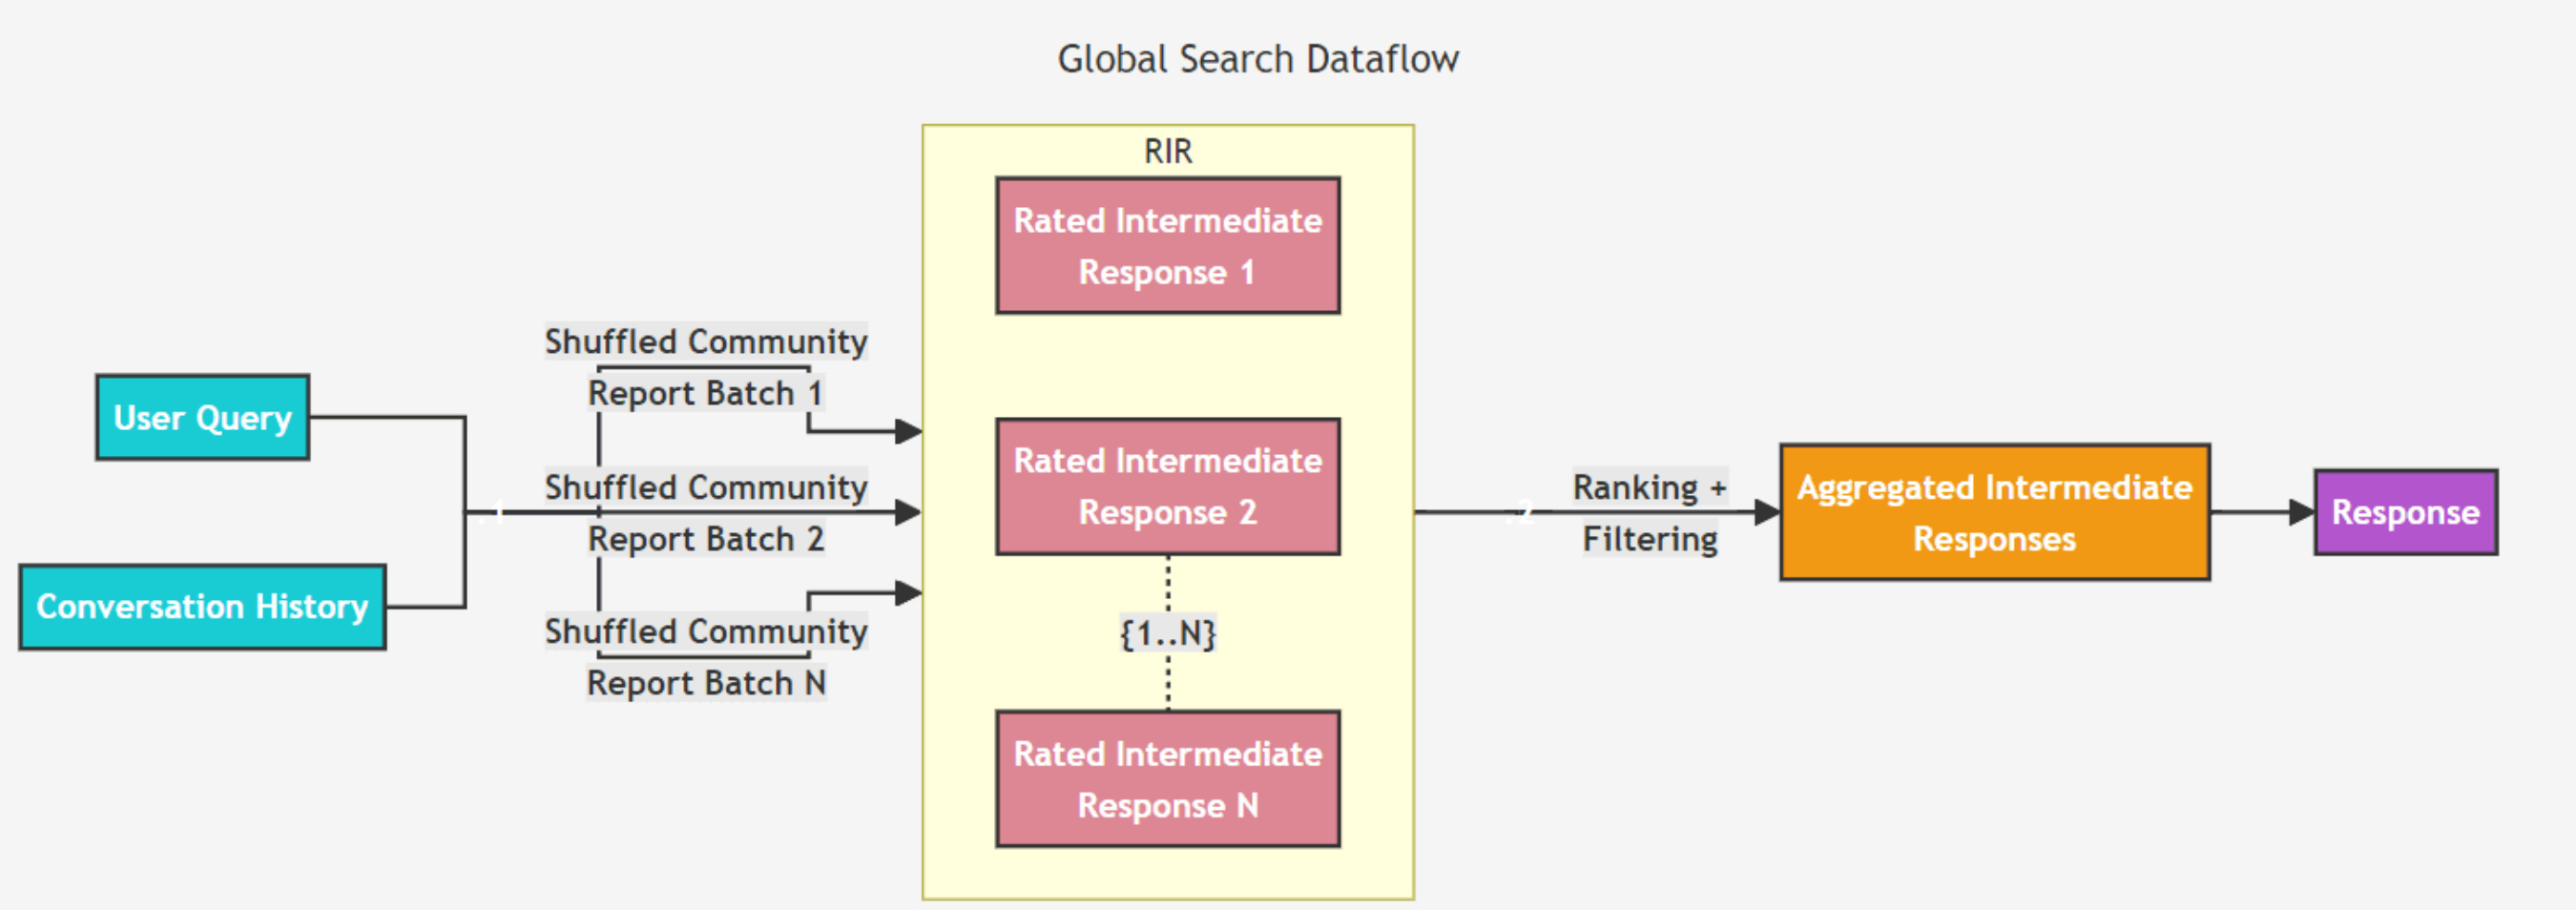 Global Search Dataflow
User Query
Conversation History
.1
Shuffled Community
Report Batch 1
Shuffled Community
Report Batch 2
Shuffled Community
Report Batch N
RIR
Rated Intermediate
Response 1
Rated Intermediate
Response 2
{1..N}
Rated Intermediate
Response N
.2
Ranking +
Filtering
Aggregated Intermediate
Responses
Response